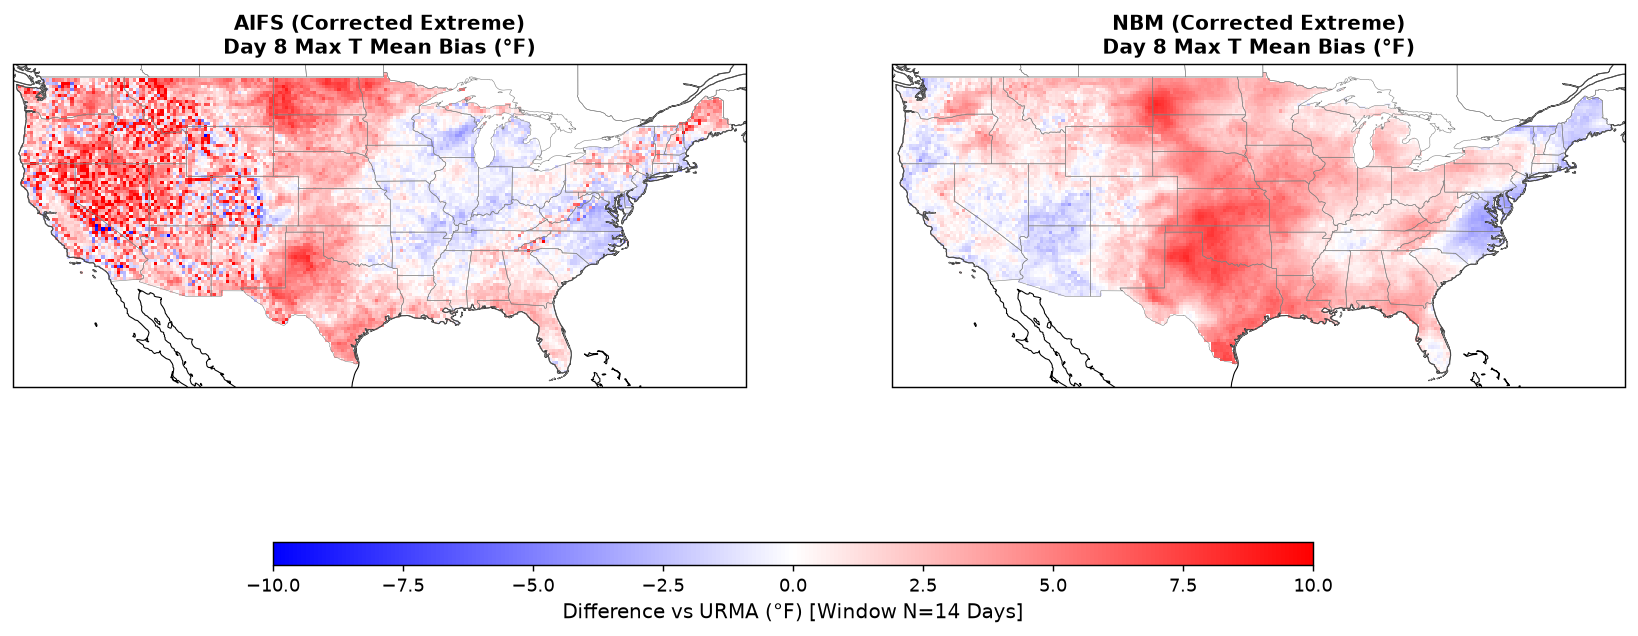 AIFS (Corrected Extreme)
Day 8 Max T Mean Bias (°F)
NBM (Corrected Extreme)
Day 8 Max T Mean Bias (°F)
−10.0 −7.5 −5.0 −2.5 0.0 2.5 5.0 7.5 10.0
Difference vs URMA (°F) [Window N=14 Days]